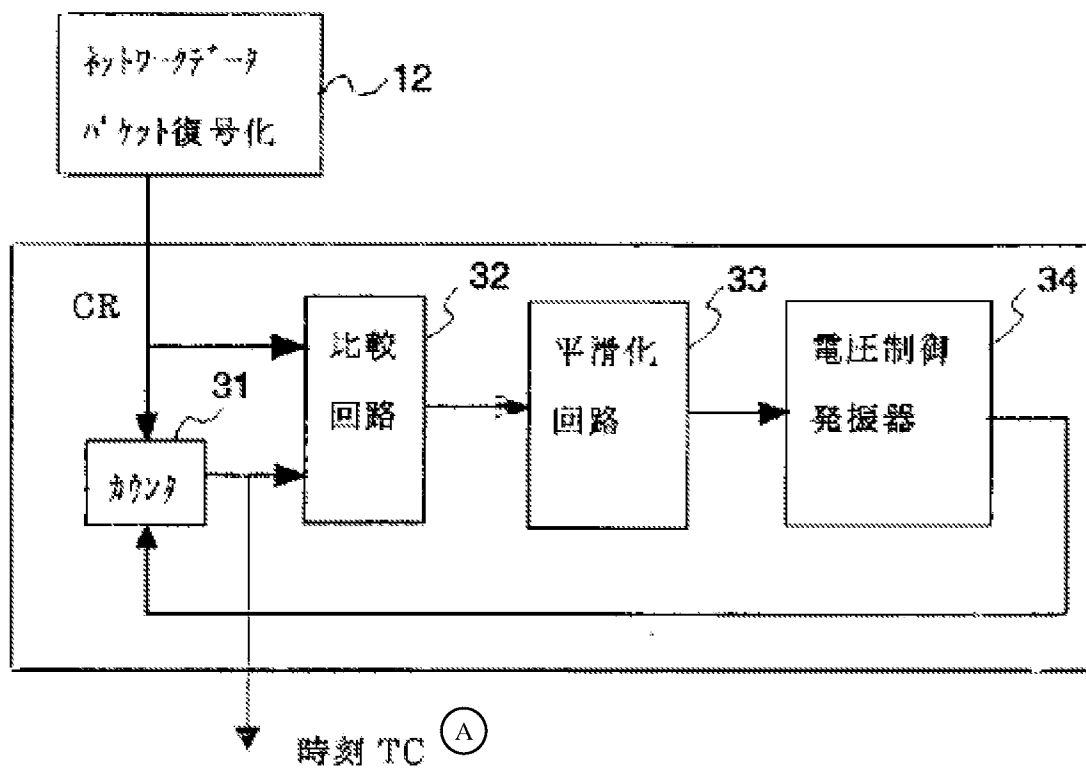 ネットワークデータ
パケット復号化
12
CR
31
カウンタ
32
比較
回路
33
平滑化
回路
34
電圧制御
発振器
時刻 TC
A